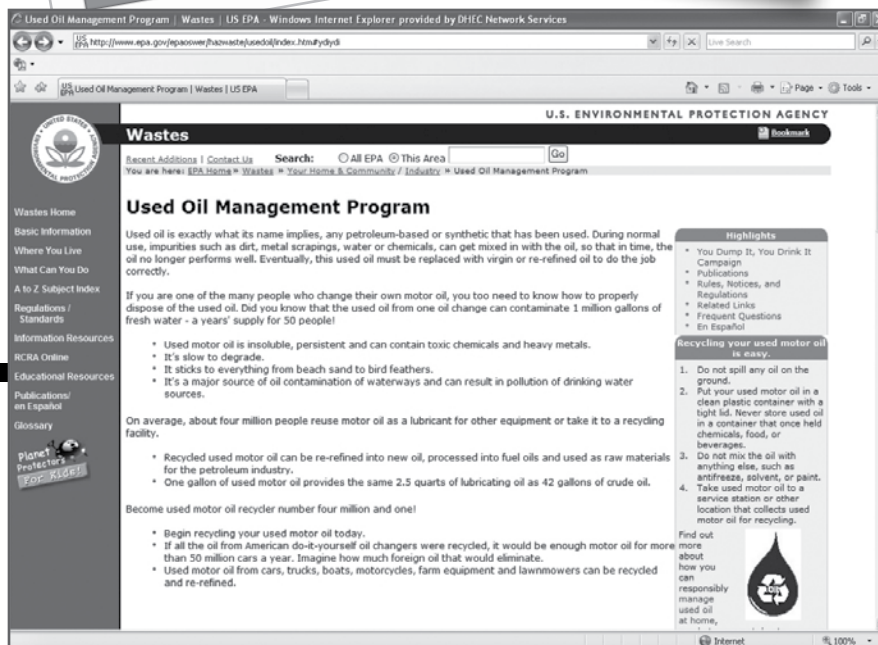 Used Oil Management Program | Wastes | US EPA - Windows Internet Explorer provided by DHEC Network Services
http://www.epa.gov/epaoswer/hazwaste/usedoil/index.htm#ydiydi
Live Search
Used Oil Management Program | Wastes | US EPA
Page
Tools
U.S. ENVIRONMENTAL PROTECTION AGENCY
Wastes
Bookmark
Recent Additions | Contact Us Search: All EPA This Area Go
You are here: EPA Home » Wastes » Your Home & Community / Industry » Used Oil Management Program
Wastes Home
Basic Information
Where You Live
What Can You Do
A to Z Subject Index
Regulations /
Standards
Information Resources
RCRA Online
Educational Resources
Publications/
en Español
Glossary
Planet
Protectors
For Kids!
Used Oil Management Program
Used oil is exactly what its name implies, any petroleum-based or synthetic that has been used. During normal
use, impurities such as dirt, metal scrapings, water or chemicals, can get mixed in with the oil, so that in time, the
oil no longer performs well. Eventually, this used oil must be replaced with virgin or re-refined oil to do the job
correctly.
If you are one of the many people who change their own motor oil, you too need to know how to properly
dispose of the used oil. Did you know that the used oil from one oil change can contaminate 1 million gallons of
fresh water - a years' supply for 50 people!
* Used motor oil is insoluble, persistent and can contain toxic chemicals and heavy metals.
* It's slow to degrade.
* It sticks to everything from beach sand to bird feathers.
* It's a major source of oil contamination of waterways and can result in pollution of drinking water
sources.
On average, about four million people reuse motor oil as a lubricant for other equipment or take it to a recycling
facility.
* Recycled used motor oil can be re-refined into new oil, processed into fuel oils and used as raw materials
for the petroleum industry.
* One gallon of used motor oil provides the same 2.5 quarts of lubricating oil as 42 gallons of crude oil.
Become used motor oil recycler number four million and one!
* Begin recycling your used motor oil today.
* If all the oil from American do-it-yourself oil changers were recycled, it would be enough motor oil for more
than 50 million cars a year. Imagine how much foreign oil that would eliminate.
* Used motor oil from cars, trucks, boats, motorcycles, farm equipment and lawnmowers can be recycled
and re-refined.
Highlights
* You Dump It, You Drink It
Campaign
* Publications
* Rules, Notices, and
Regulations
* Related Links
* Frequent Questions
* En Español
Recycling your used motor oil
is easy.
1. Do not spill any oil on the
ground.
2. Put your used motor oil in a
clean plastic container with a
tight lid. Never store used oil
in a container that once held
chemicals, food, or
beverages.
3. Do not mix the oil with
anything else, such as
antifreeze, solvent, or paint.
4. Take used motor oil to a
service station or other
location that collects used
motor oil for recycling.
Find out
more
about
how you
can
responsibly
manage
used oil
at home,
OIL
Internet
100%